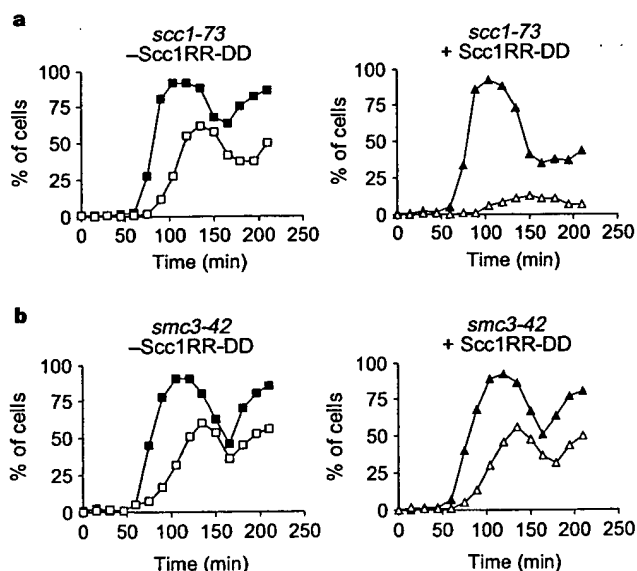 a
scc1-73
–Scc1RR-DD
scc1-73
+ Scc1RR-DD
% of cells
100
75
50
25
0
0 50 100 150 200 250
Time (min)
% of cells
100
75
50
25
0
0 50 100 150 200 250
Time (min)
b
smc3-42
–Scc1RR-DD
smc3-42
+ Scc1RR-DD
% of cells
100
75
50
25
0
0 50 100 150 200 250
Time (min)
% of cells
100
75
50
25
0
0 50 100 150 200 250
Time (min)